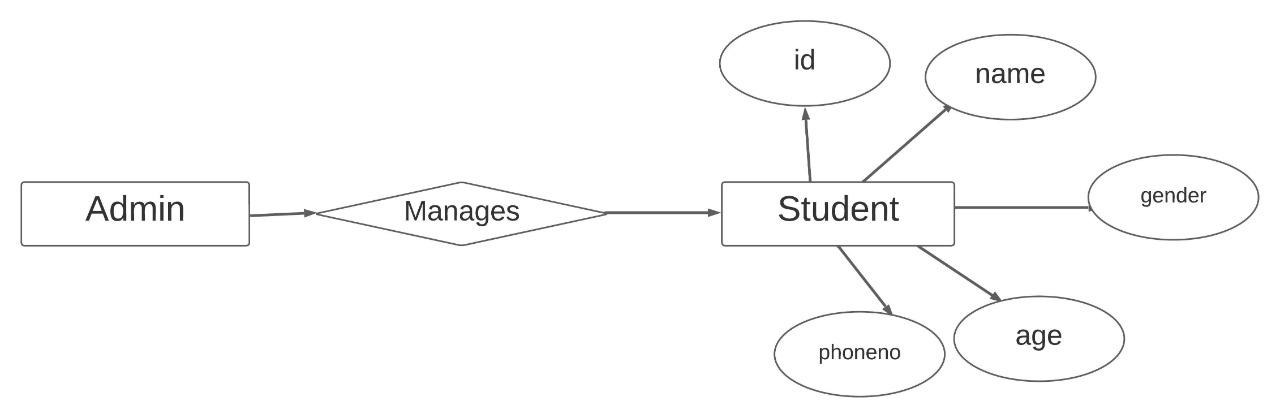 id
name
gender
Admin
Manages
Student
phoneno
age